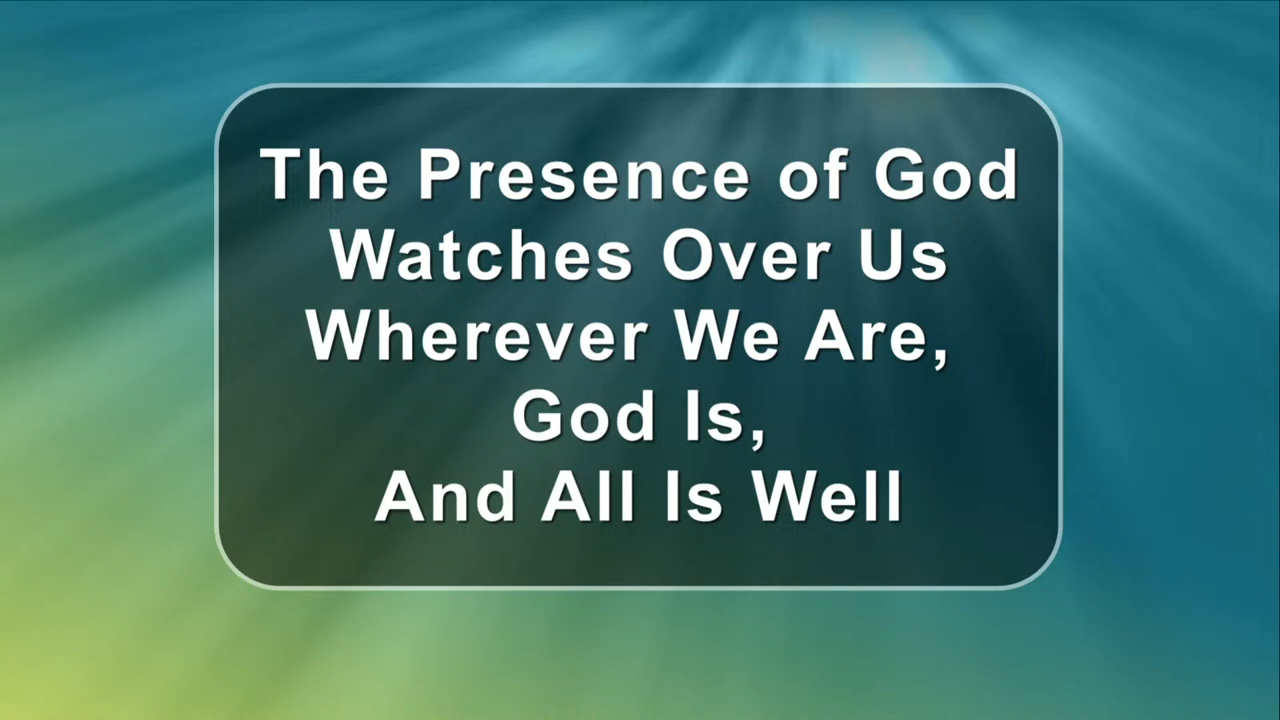 The Presence of God
Watches Over Us
Wherever We Are,
God Is,
And All Is Well